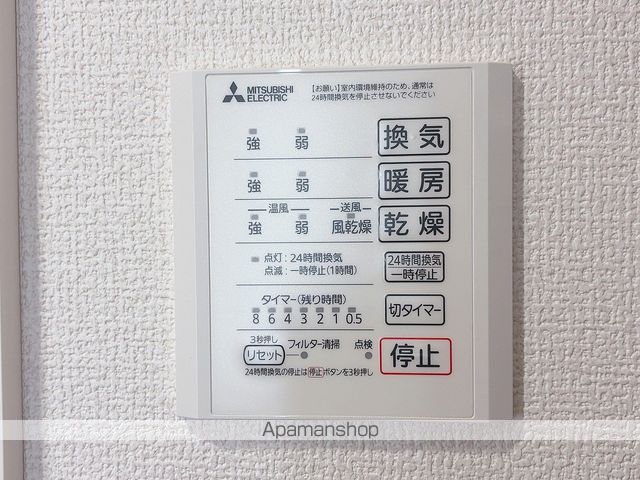 MITSUBISHI
ELECTRIC
【お願い】室内環境維持のため、通常は
24時間換気を停止させないでください
強 弱 換気
強 弱 暖房
温風 送風
強 弱 風乾燥 乾燥
点灯:24時間換気
点滅:一時停止(1時間)
24時間換気
一時停止
タイマー(残り時間)
8 6 4 3 2 1 0.5
切タイマー
3秒押し
リセット フィルター清掃 点検
停止
24時間換気の停止は停止ボタンを3秒押し
Apamanshop